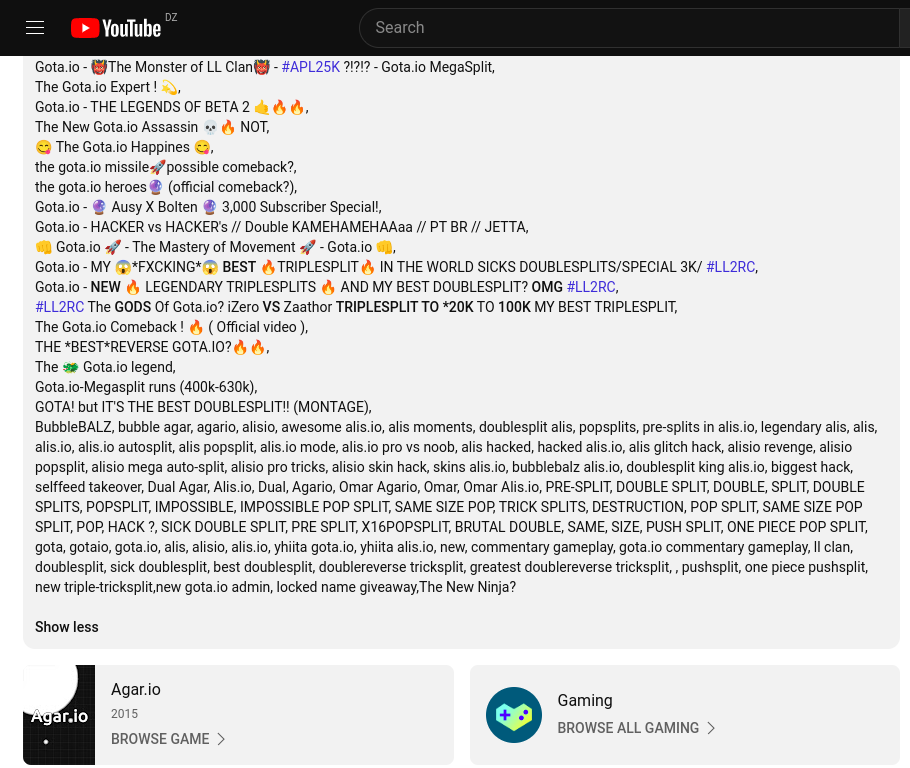 YouTube DZ
Search
Gota.io - 👹The Monster of LL Clan👹 - #APL25K ?!?!? - Gota.io MegaSplit,
The Gota.io Expert ! 💫,
Gota.io - THE LEGENDS OF BETA 2 🤙🔥🔥,
The New Gota.io Assassin 💀🔥 NOT,
😋 The Gota.io Happines 😋,
the gota.io missile🚀possible comeback?,
the gota.io heroes🔮 (official comeback?),
Gota.io - 🔮 Ausy X Bolten 🔮 3,000 Subscriber Special!,
Gota.io - HACKER vs HACKER's // Double KAMEHAMEHAAaa // PT BR // JETTA,
👊 Gota.io 🚀 - The Mastery of Movement 🚀 - Gota.io 👊,
Gota.io - MY 😱*FXCKING*😱 BEST 🔥TRIPLESPLIT🔥 IN THE WORLD SICKS DOUBLESPLITS/SPECIAL 3K/ #LL2RC,
Gota.io - NEW 🔥 LEGENDARY TRIPLESPLITS 🔥 AND MY BEST DOUBLESPLIT? OMG #LL2RC,
#LL2RC The GODS Of Gota.io? iZero VS Zaathor TRIPLESPLIT TO *20K TO 100K MY BEST TRIPLESPLIT,
The Gota.io Comeback ! 🔥 ( Official video ),
THE *BEST*REVERSE GOTA.IO?🔥🔥,
The 🐲 Gota.io legend,
Gota.io-Megasplit runs (400k-630k),
GOTA! but IT'S THE BEST DOUBLESPLIT!! (MONTAGE),
BubbleBALZ, bubble agar, agario, alisio, awesome alis.io, alis moments, doublesplit alis, popsplits, pre-splits in alis.io, legendary alis, alis,
alis.io, alis.io autosplit, alis popsplit, alis.io mode, alis.io pro vs noob, alis hacked, hacked alis.io, alis glitch hack, alisio revenge, alisio
popsplit, alisio mega auto-split, alisio pro tricks, alisio skin hack, skins alis.io, bubblebalz alis.io, doublesplit king alis.io, biggest hack,
selffeed takeover, Dual Agar, Alis.io, Dual, Agario, Omar Agario, Omar, Omar Alis.io, PRE-SPLIT, DOUBLE SPLIT, DOUBLE, SPLIT, DOUBLE
SPLITS, POPSPLIT, IMPOSSIBLE, IMPOSSIBLE POP SPLIT, SAME SIZE POP, TRICK SPLITS, DESTRUCTION, POP SPLIT, SAME SIZE POP
SPLIT, POP, HACK ?, SICK DOUBLE SPLIT, PRE SPLIT, X16POPSPLIT, BRUTAL DOUBLE, SAME, SIZE, PUSH SPLIT, ONE PIECE POP SPLIT,
gota, gotaio, gota.io, alis, alisio, alis.io, yhiita gota.io, yhiita alis.io, new, commentary gameplay, gota.io commentary gameplay, ll clan,
doublesplit, sick doublesplit, best doublesplit, doublereverse tricksplit, greatest doublereverse tricksplit, , pushsplit, one piece pushsplit,
new triple-tricksplit,new gota.io admin, locked name giveaway,The New Ninja?
Show less
Agar.io
Agar.io
2015
BROWSE GAME
Gaming
BROWSE ALL GAMING